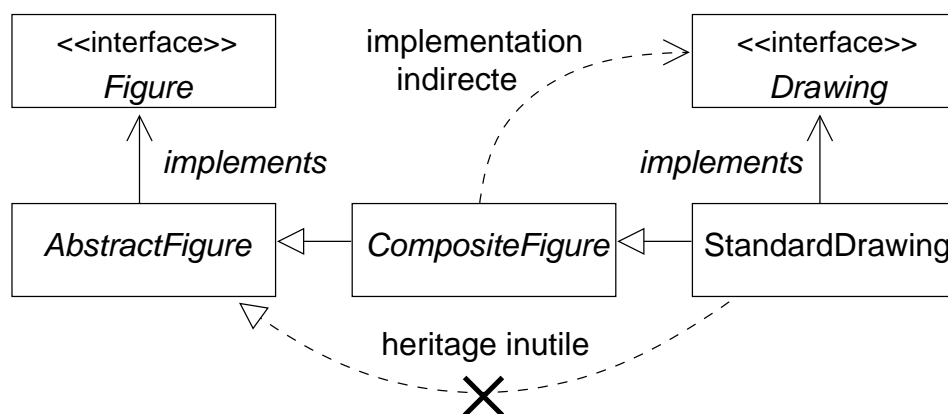 <<interface>>
Figure
implementation
indirecte
<<interface>>
Drawing
implements
implements
AbstractFigure
CompositeFigure
StandardDrawing
heritage inutile